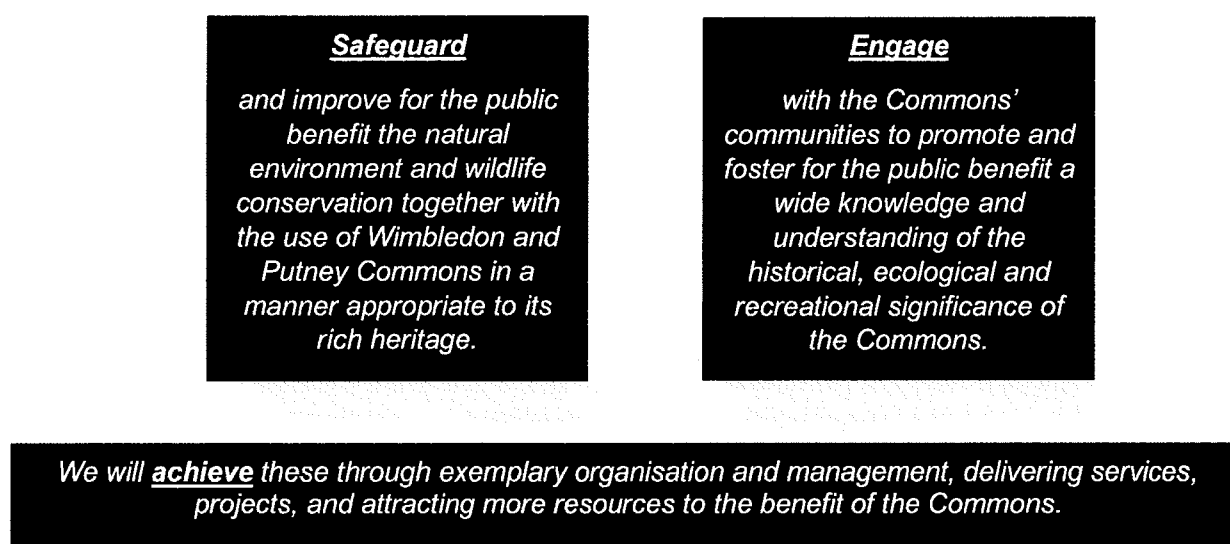 Safeguard
and improve for the public
benefit the natural
environment and wildlife
conservation together with
the use of Wimbledon and
Putney Commons in a
manner appropriate to its
rich heritage.
Engage
with the Commons’
communities to promote and
foster for the public benefit a
wide knowledge and
understanding of the
historical, ecological and
recreational significance of
the Commons.
We will achieve these through exemplary organisation and management, delivering services,
projects, and attracting more resources to the benefit of the Commons.